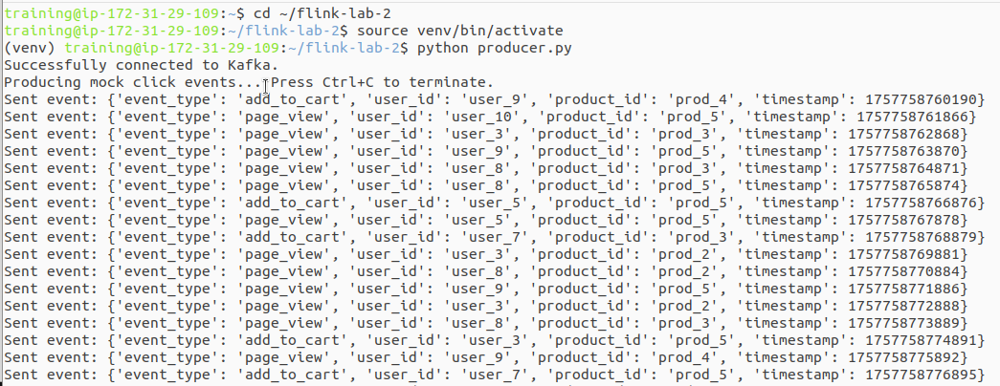 training@ip-172-31-29-109:~$ cd ~/flink-lab-2
training@ip-172-31-29-109:~/flink-lab-2$ source venv/bin/activate
(venv) training@ip-172-31-29-109:~/flink-lab-2$ python producer.py
Successfully connected to Kafka.
Producing mock click events... Press Ctrl+C to terminate.
Sent event: {'event_type': 'add_to_cart', 'user_id': 'user_9', 'product_id': 'prod_4', 'timestamp': 1757758760190}
Sent event: {'event_type': 'page_view', 'user_id': 'user_10', 'product_id': 'prod_5', 'timestamp': 1757758761866}
Sent event: {'event_type': 'page_view', 'user_id': 'user_3', 'product_id': 'prod_3', 'timestamp': 1757758762868}
Sent event: {'event_type': 'page_view', 'user_id': 'user_9', 'product_id': 'prod_5', 'timestamp': 1757758763870}
Sent event: {'event_type': 'page_view', 'user_id': 'user_8', 'product_id': 'prod_3', 'timestamp': 1757758764871}
Sent event: {'event_type': 'page_view', 'user_id': 'user_8', 'product_id': 'prod_5', 'timestamp': 1757758765874}
Sent event: {'event_type': 'add_to_cart', 'user_id': 'user_5', 'product_id': 'prod_5', 'timestamp': 1757758766876}
Sent event: {'event_type': 'page_view', 'user_id': 'user_5', 'product_id': 'prod_5', 'timestamp': 1757758767878}
Sent event: {'event_type': 'add_to_cart', 'user_id': 'user_7', 'product_id': 'prod_3', 'timestamp': 1757758768879}
Sent event: {'event_type': 'page_view', 'user_id': 'user_3', 'product_id': 'prod_2', 'timestamp': 1757758769881}
Sent event: {'event_type': 'page_view', 'user_id': 'user_8', 'product_id': 'prod_2', 'timestamp': 1757758770884}
Sent event: {'event_type': 'page_view', 'user_id': 'user_9', 'product_id': 'prod_5', 'timestamp': 1757758771886}
Sent event: {'event_type': 'page_view', 'user_id': 'user_3', 'product_id': 'prod_2', 'timestamp': 1757758772888}
Sent event: {'event_type': 'page_view', 'user_id': 'user_8', 'product_id': 'prod_3', 'timestamp': 1757758773889}
Sent event: {'event_type': 'add_to_cart', 'user_id': 'user_3', 'product_id': 'prod_5', 'timestamp': 1757758774891}
Sent event: {'event_type': 'page_view', 'user_id': 'user_9', 'product_id': 'prod_4', 'timestamp': 1757758775892}
Sent event: {'event_type': 'add_to_cart', 'user_id': 'user_7', 'product_id': 'prod_5', 'timestamp': 1757758776895}